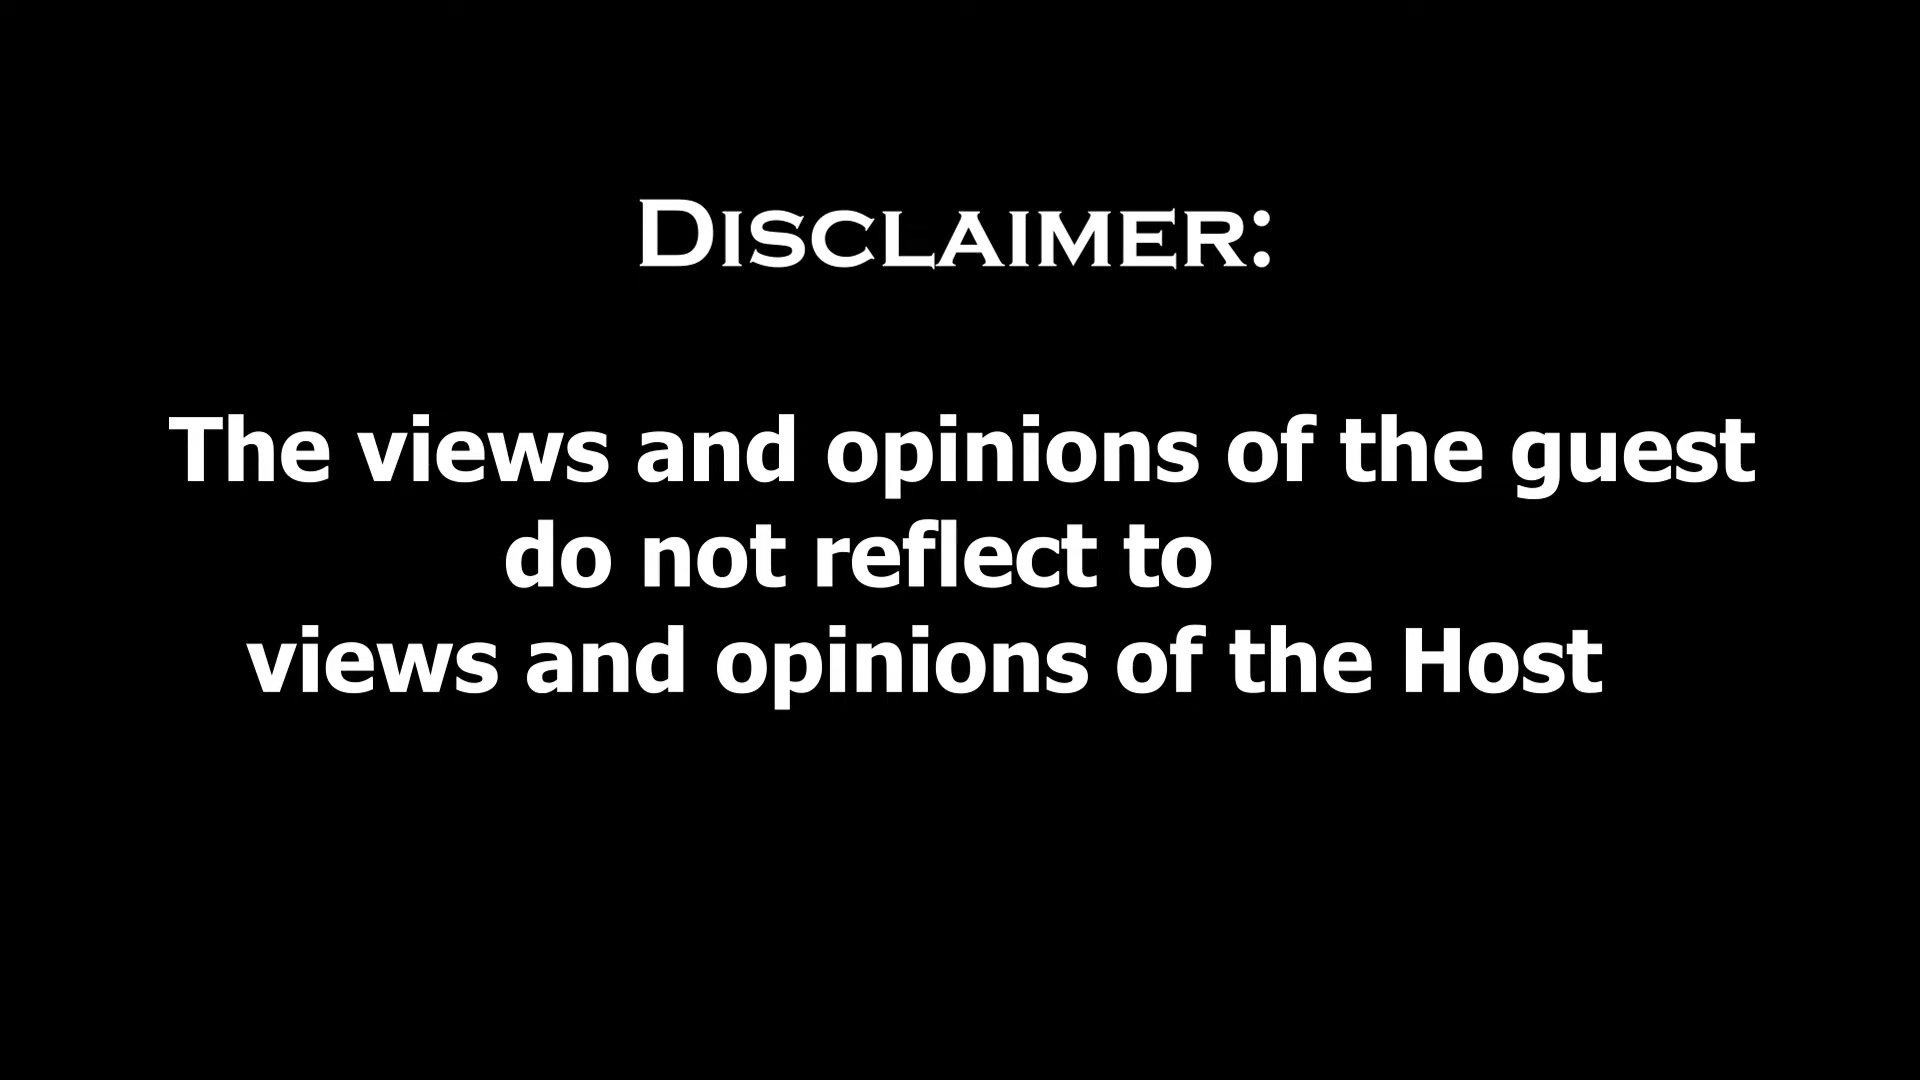 Disclaimer:
The views and opinions of the guest
do not reflect to
views and opinions of the Host